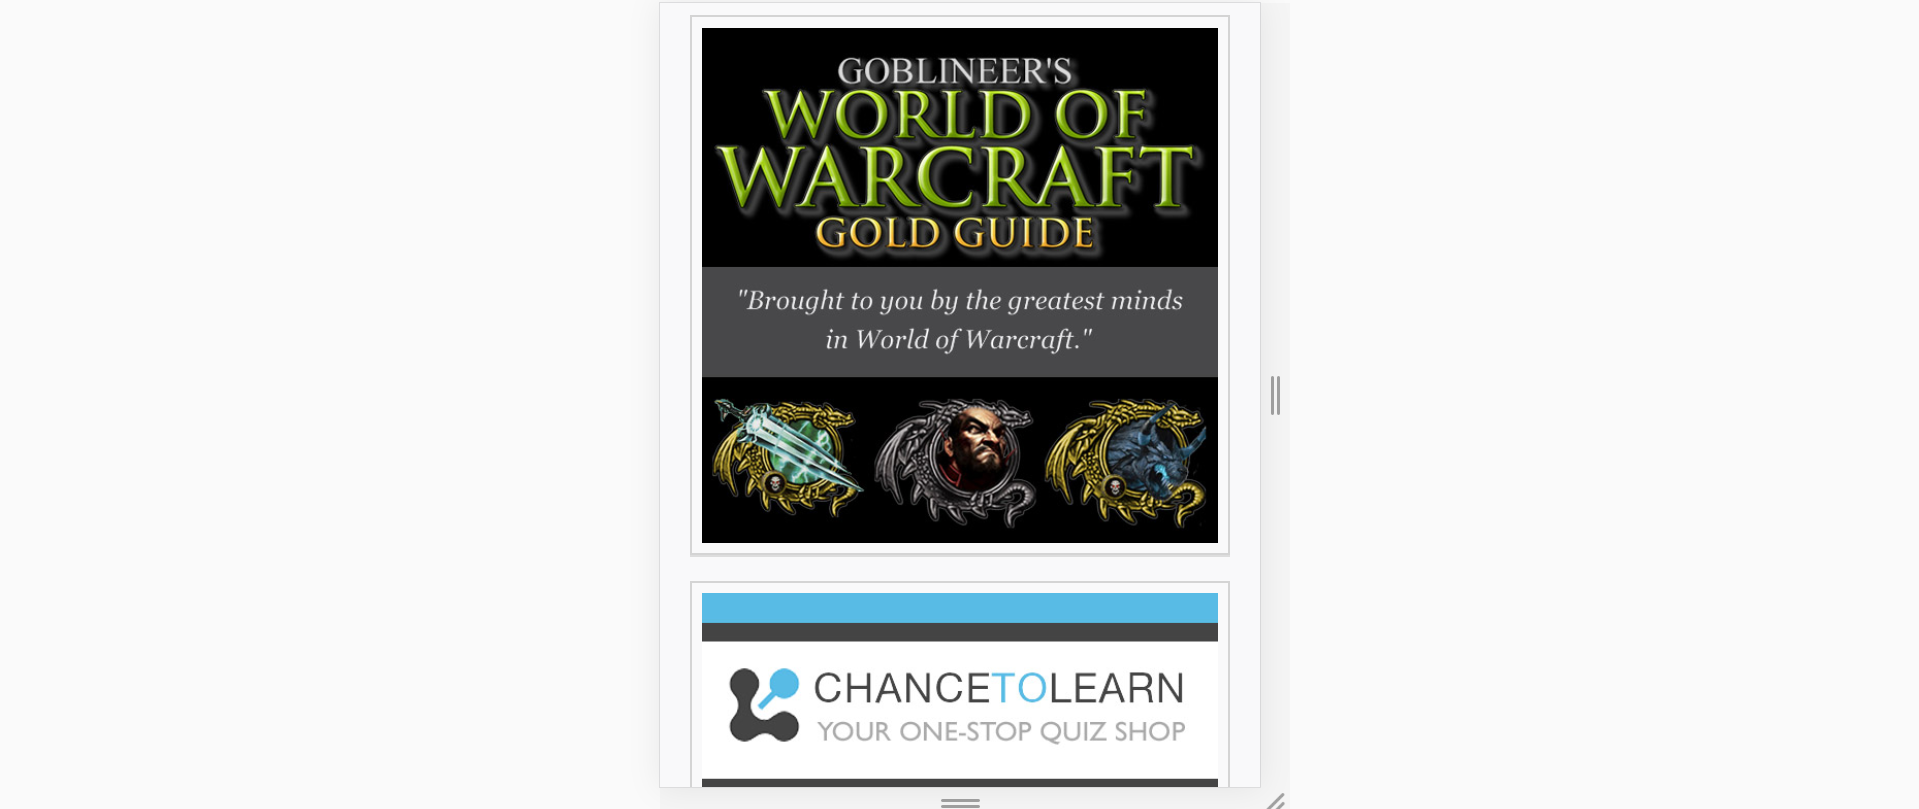 GOBLINEER'S
WORLD OF
WARCRAFT
GOLD GUIDE
"Brought to you by the greatest minds
in World of Warcraft."
CHANCETOLEARN
YOUR ONE-STOP QUIZ SHOP